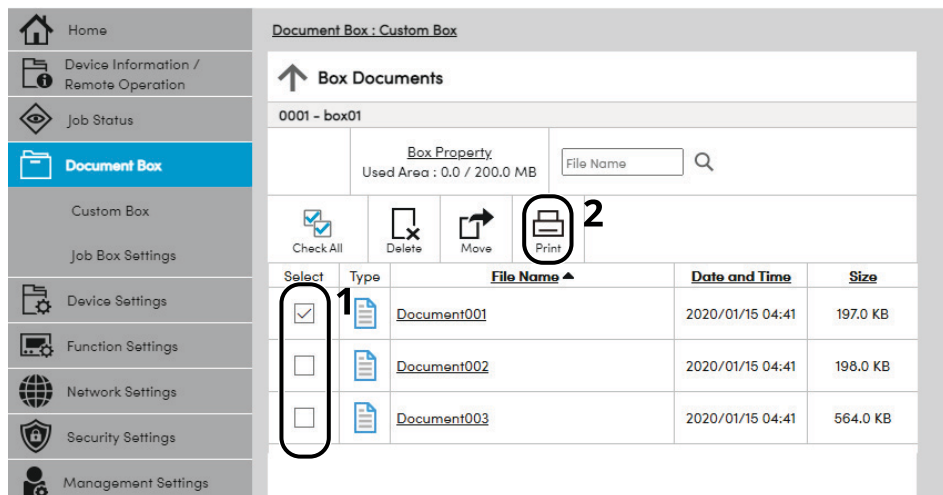 Home
Document Box : Custom Box
Device Information /
Remote Operation
Box Documents
Job Status
0001 - box01
Document Box
Box Property
Used Area : 0.0 / 200.0 MB
File Name
Custom Box
2
Check All
Delete
Move
Print
Job Box Settings
Select
Type
File Name
Date and Time
Size
1
Device Settings
Document001
2020/01/15 04:41
197.0 KB
Function Settings
Document002
2020/01/15 04:41
198.0 KB
Network Settings
Document003
2020/01/15 04:41
564.0 KB
Security Settings
Management Settings